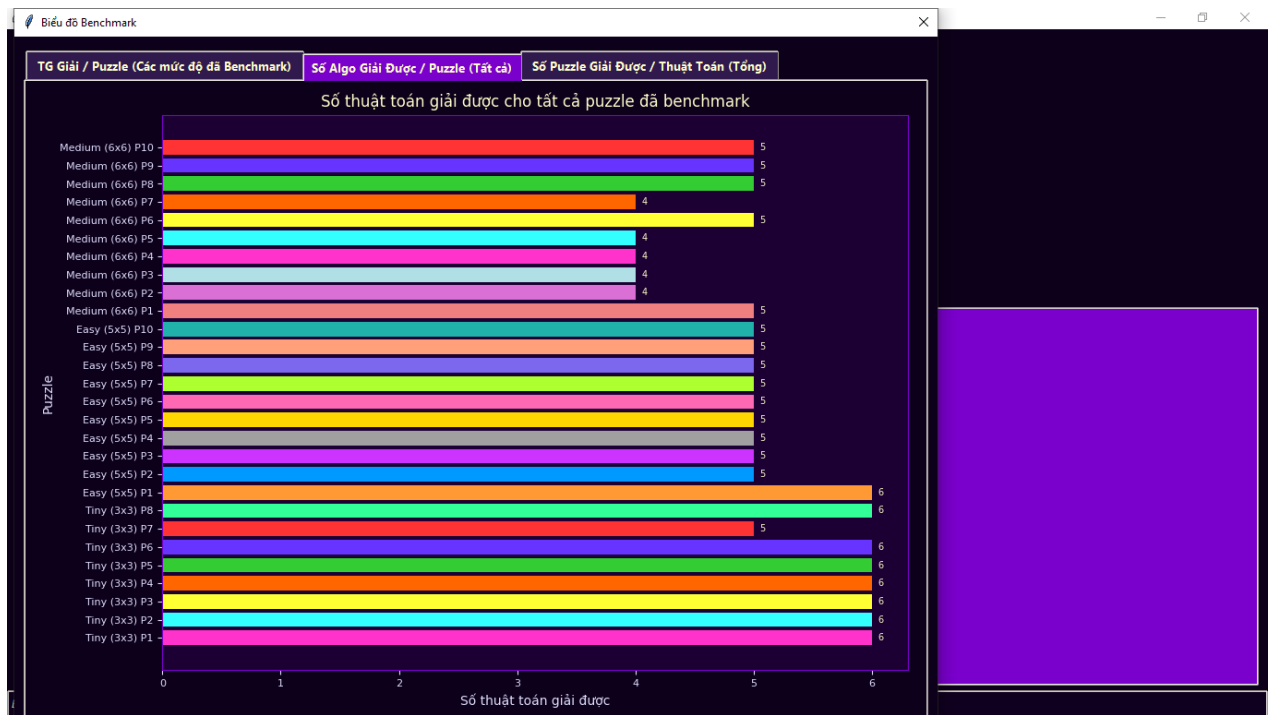 Biểu đồ Benchmark
TG Giải / Puzzle (Các mức độ đã Benchmark)
Số Algo Giải Được / Puzzle (Tất cả)
Số Puzzle Giải Được / Thuật Toán (Tổng)
Số thuật toán giải được cho tất cả puzzle đã benchmark
Medium (6x6) P10 5
Medium (6x6) P9 5
Medium (6x6) P8 5
Medium (6x6) P7 4
Medium (6x6) P6 5
Medium (6x6) P5 4
Medium (6x6) P4 4
Medium (6x6) P3 4
Medium (6x6) P2 4
Medium (6x6) P1 5
Easy (5x5) P10 5
Easy (5x5) P9 5
Easy (5x5) P8 5
Easy (5x5) P7 5
Easy (5x5) P6 5
Easy (5x5) P5 5
Easy (5x5) P4 5
Easy (5x5) P3 5
Easy (5x5) P2 5
Easy (5x5) P1 6
Tiny (3x3) P8 6
Tiny (3x3) P7 5
Tiny (3x3) P6 6
Tiny (3x3) P5 6
Tiny (3x3) P4 6
Tiny (3x3) P3 6
Tiny (3x3) P2 6
Tiny (3x3) P1 6
Puzzle
0 1 2 3 4 5 6
Số thuật toán giải được